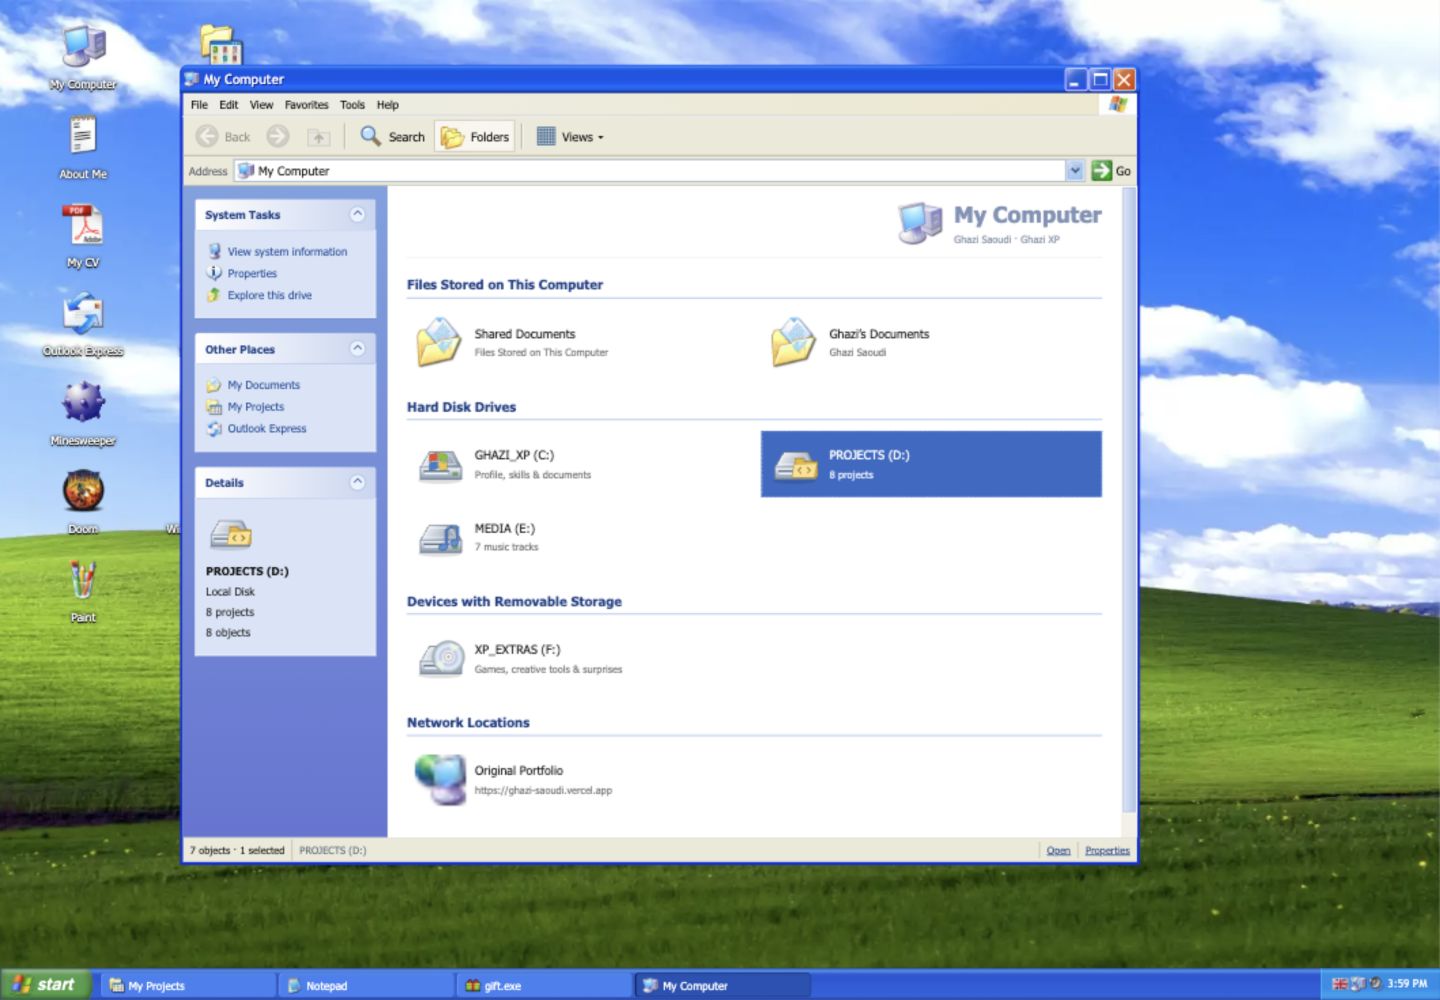 My Computer
About Me
PDF
Adobe
My CV
Outlook Express
Minesweeper
Doom
Paint
My Computer
File Edit View Favorites Tools Help
Back Search Folders Views
Address My Computer Go
System Tasks
View system information
Properties
Explore this drive
Other Places
My Documents
My Projects
Outlook Express
Details
PROJECTS (D:)
Local Disk
8 projects
8 objects
My Computer
Ghazi Saoudi · Ghazi XP
Files Stored on This Computer
Shared Documents
Files Stored on This Computer
Ghazi's Documents
Ghazi Saoudi
Hard Disk Drives
GHAZI_XP (C:)
Profile, skills & documents
PROJECTS (D:)
8 projects
MEDIA (E:)
7 music tracks
Devices with Removable Storage
XP_EXTRAS (F:)
Games, creative tools & surprises
Network Locations
Original Portfolio
https://ghazi-saoudi.vercel.app
7 objects · 1 selected PROJECTS (D:) Open Properties
start My Projects Notepad gift.exe My Computer 3:59 PM